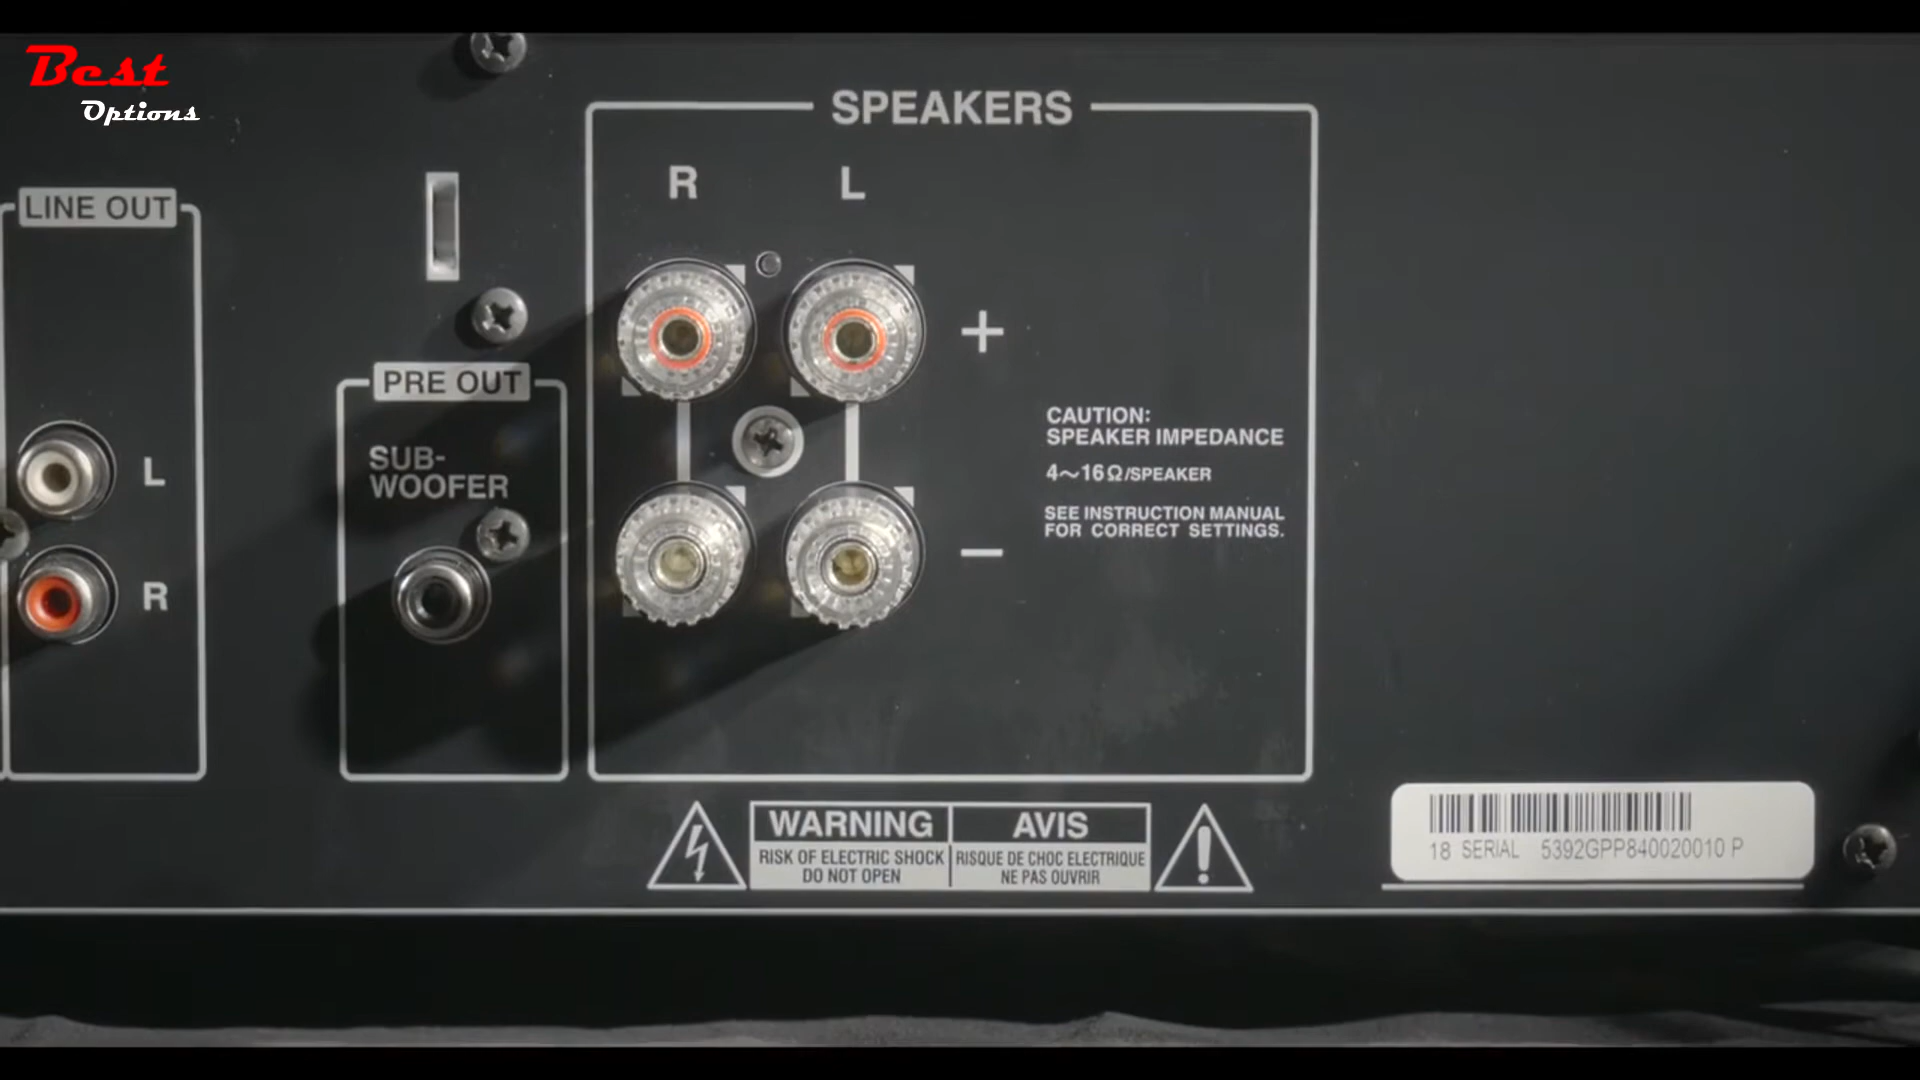 Best
Options
SPEAKERS
R L
LINE OUT
L
R
PRE OUT
SUB-
WOOFER
+
−
CAUTION:
SPEAKER IMPEDANCE
4～16Ω/SPEAKER
SEE INSTRUCTION MANUAL
FOR CORRECT SETTINGS.
WARNING
RISK OF ELECTRIC SHOCK
DO NOT OPEN
AVIS
RISQUE DE CHOC ELECTRIQUE
NE PAS OUVRIR
18 SERIAL 5392GPP840020010 P